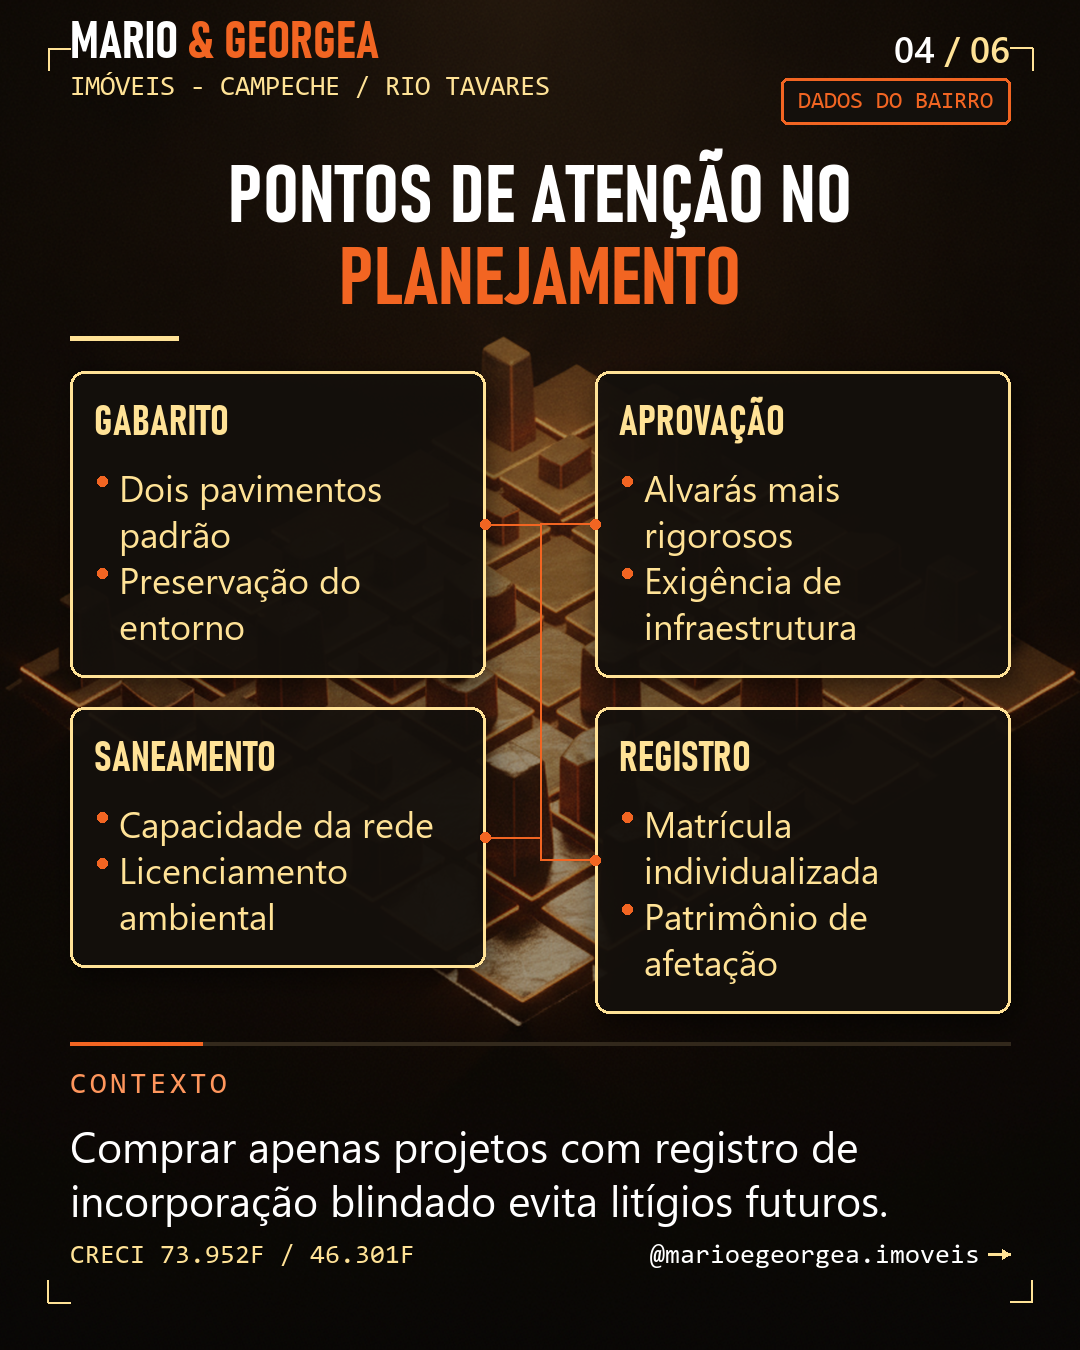 MARIO & GEORGEA
IMÓVEIS - CAMPECHE / RIO TAVARES
04 / 06
DADOS DO BAIRRO
PONTOS DE ATENÇÃO NO
PLANEJAMENTO
GABARITO
Dois pavimentos
padrão
Preservação do
entorno
APROVAÇÃO
Alvarás mais
rigorosos
Exigência de
infraestrutura
SANEAMENTO
Capacidade da rede
Licenciamento
ambiental
REGISTRO
Matrícula
individualizada
Patrimônio de
afetação
CONTEXTO
Comprar apenas projetos com registro de
incorporação blindado evita litígios futuros.
CRECI 73.952F / 46.301F
@marioegeorgea.imoveis